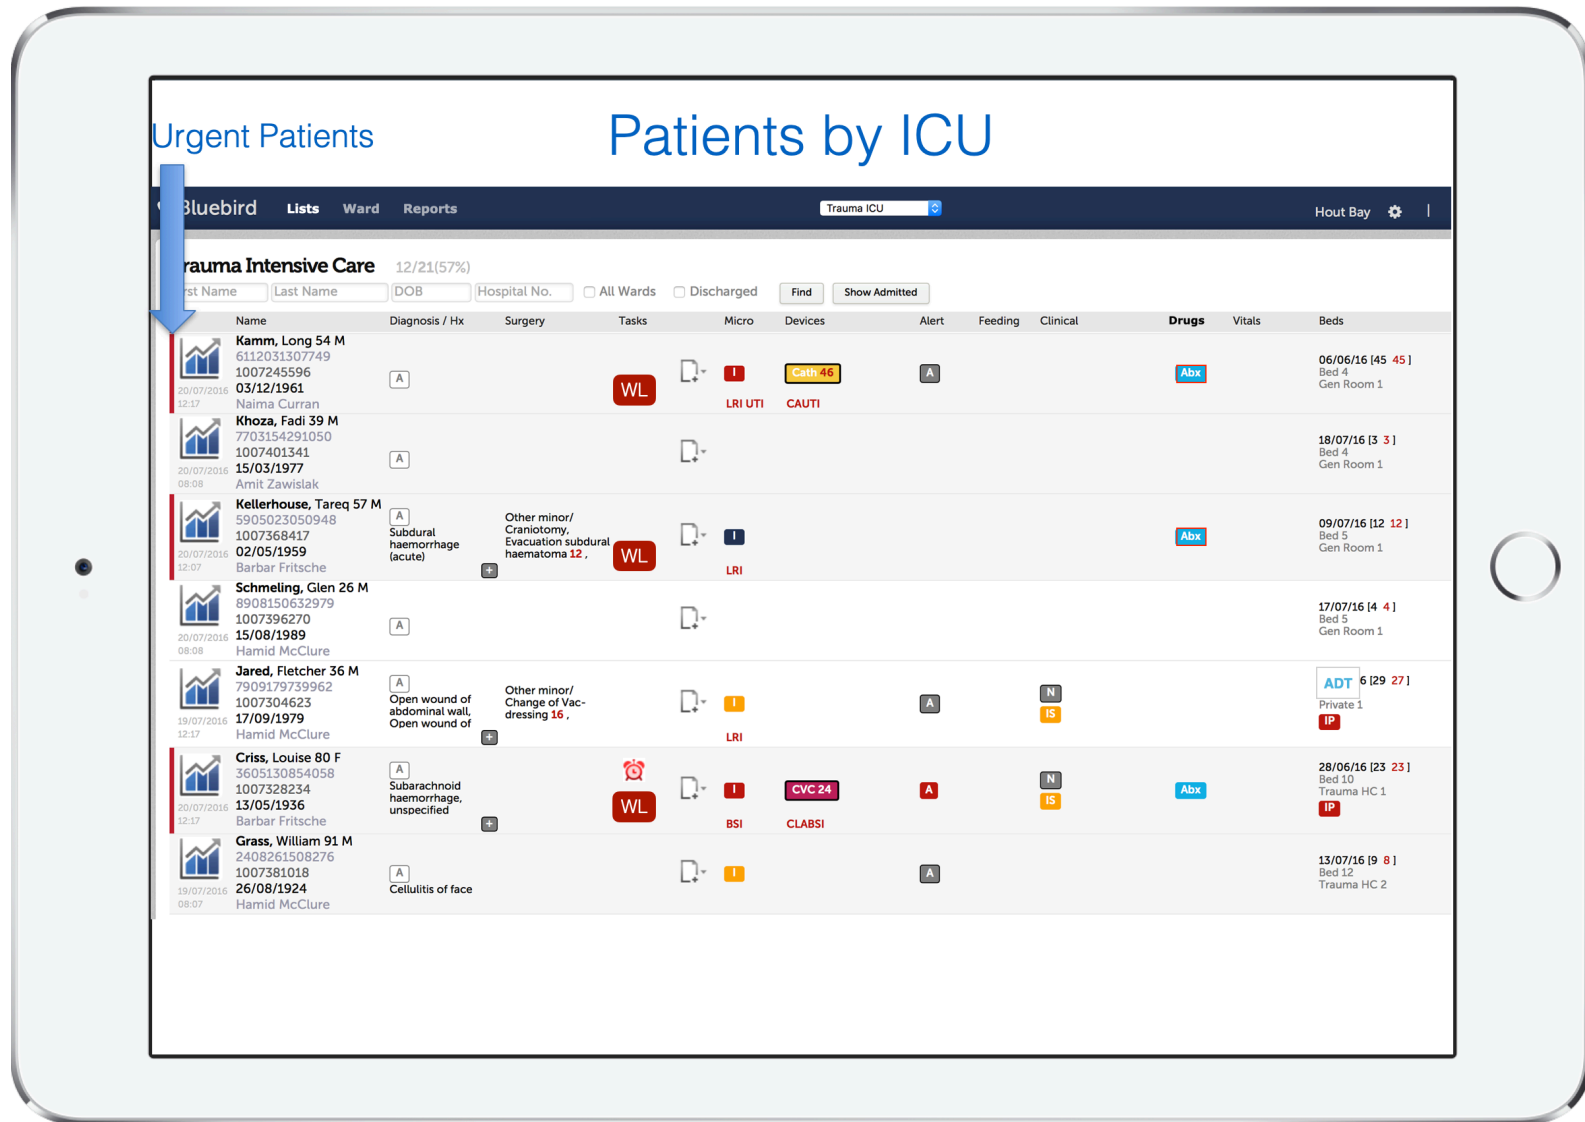 Urgent Patients
Patients by ICU
Bluebird Lists Ward Reports Trauma ICU Hout Bay
rauma Intensive Care 12/21(57%)
rst Name Last Name DOB Hospital No. All Wards Discharged Find Show Admitted
Name Diagnosis / Hx Surgery Tasks Micro Devices Alert Feeding Clinical Drugs Vitals Beds
Kamm, Long 54 M
6112031307749
1007245596
03/12/1961
Naima Curran
20/07/2016
12:17
A
WL
I
LRI UTI
Cath 46
CAUTI
A
Abx
06/06/16 [45 45 ]
Bed 4
Gen Room 1
Khoza, Fadi 39 M
7703154291050
1007401341
15/03/1977
Amit Zawislak
20/07/2016
08:08
A
18/07/16 [3 3 ]
Bed 4
Gen Room 1
Kellerhouse, Tareq 57 M
5905023050948
1007368417
02/05/1959
Barbar Fritsche
20/07/2016
12:07
A
Subdural
haemorrhage
(acute)
+
Other minor/
Craniotomy,
Evacuation subdural
haematoma 12 ,
WL
I
LRI
Abx
09/07/16 [12 12 ]
Bed 5
Gen Room 1
Schmeling, Glen 26 M
8908150632979
1007396270
15/08/1989
Hamid McClure
20/07/2016
08:08
A
17/07/16 [4 4 ]
Bed 5
Gen Room 1
Jared, Fletcher 36 M
7909179739962
1007304623
17/09/1979
Hamid McClure
19/07/2016
12:17
A
Open wound of
abdominal wall,
Open wound of
+
Other minor/
Change of Vac-
dressing 16 ,
I
LRI
A
N
IS
ADT 6 [29 27 ]
Private 1
IP
Criss, Louise 80 F
3605130854058
1007328234
13/05/1936
Barbar Fritsche
20/07/2016
12:17
A
Subarachnoid
haemorrhage,
unspecified
+
WL
I
BSI
CVC 24
CLABSI
A
N
IS
Abx
28/06/16 [23 23 ]
Bed 10
Trauma HC 1
IP
Grass, William 91 M
2408261508276
1007381018
26/08/1924
Hamid McClure
19/07/2016
08:07
A
Cellulitis of face
I
A
13/07/16 [9 8 ]
Bed 12
Trauma HC 2